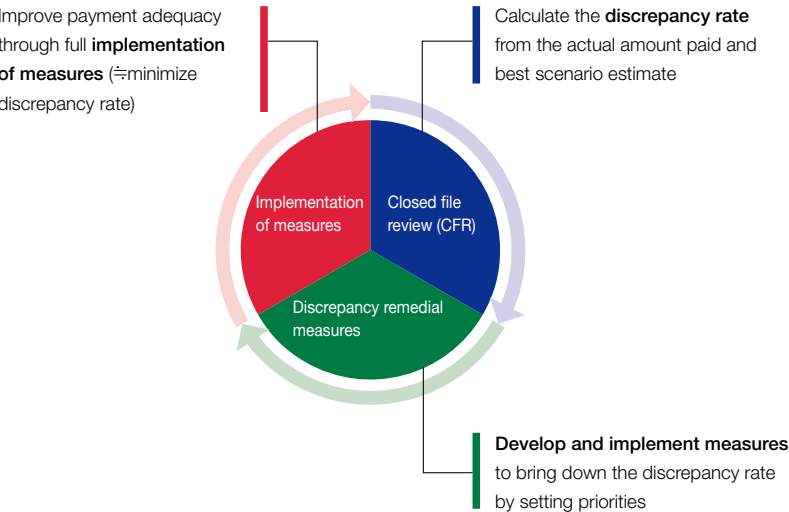 Improve payment adequacy
through full implementation
of measures (≒minimize
discrepancy rate)
Calculate the discrepancy rate
from the actual amount paid and
best scenario estimate
Implementation
of measures
Closed file
review (CFR)
Discrepancy remedial
measures
Develop and implement measures
to bring down the discrepancy rate
by setting priorities